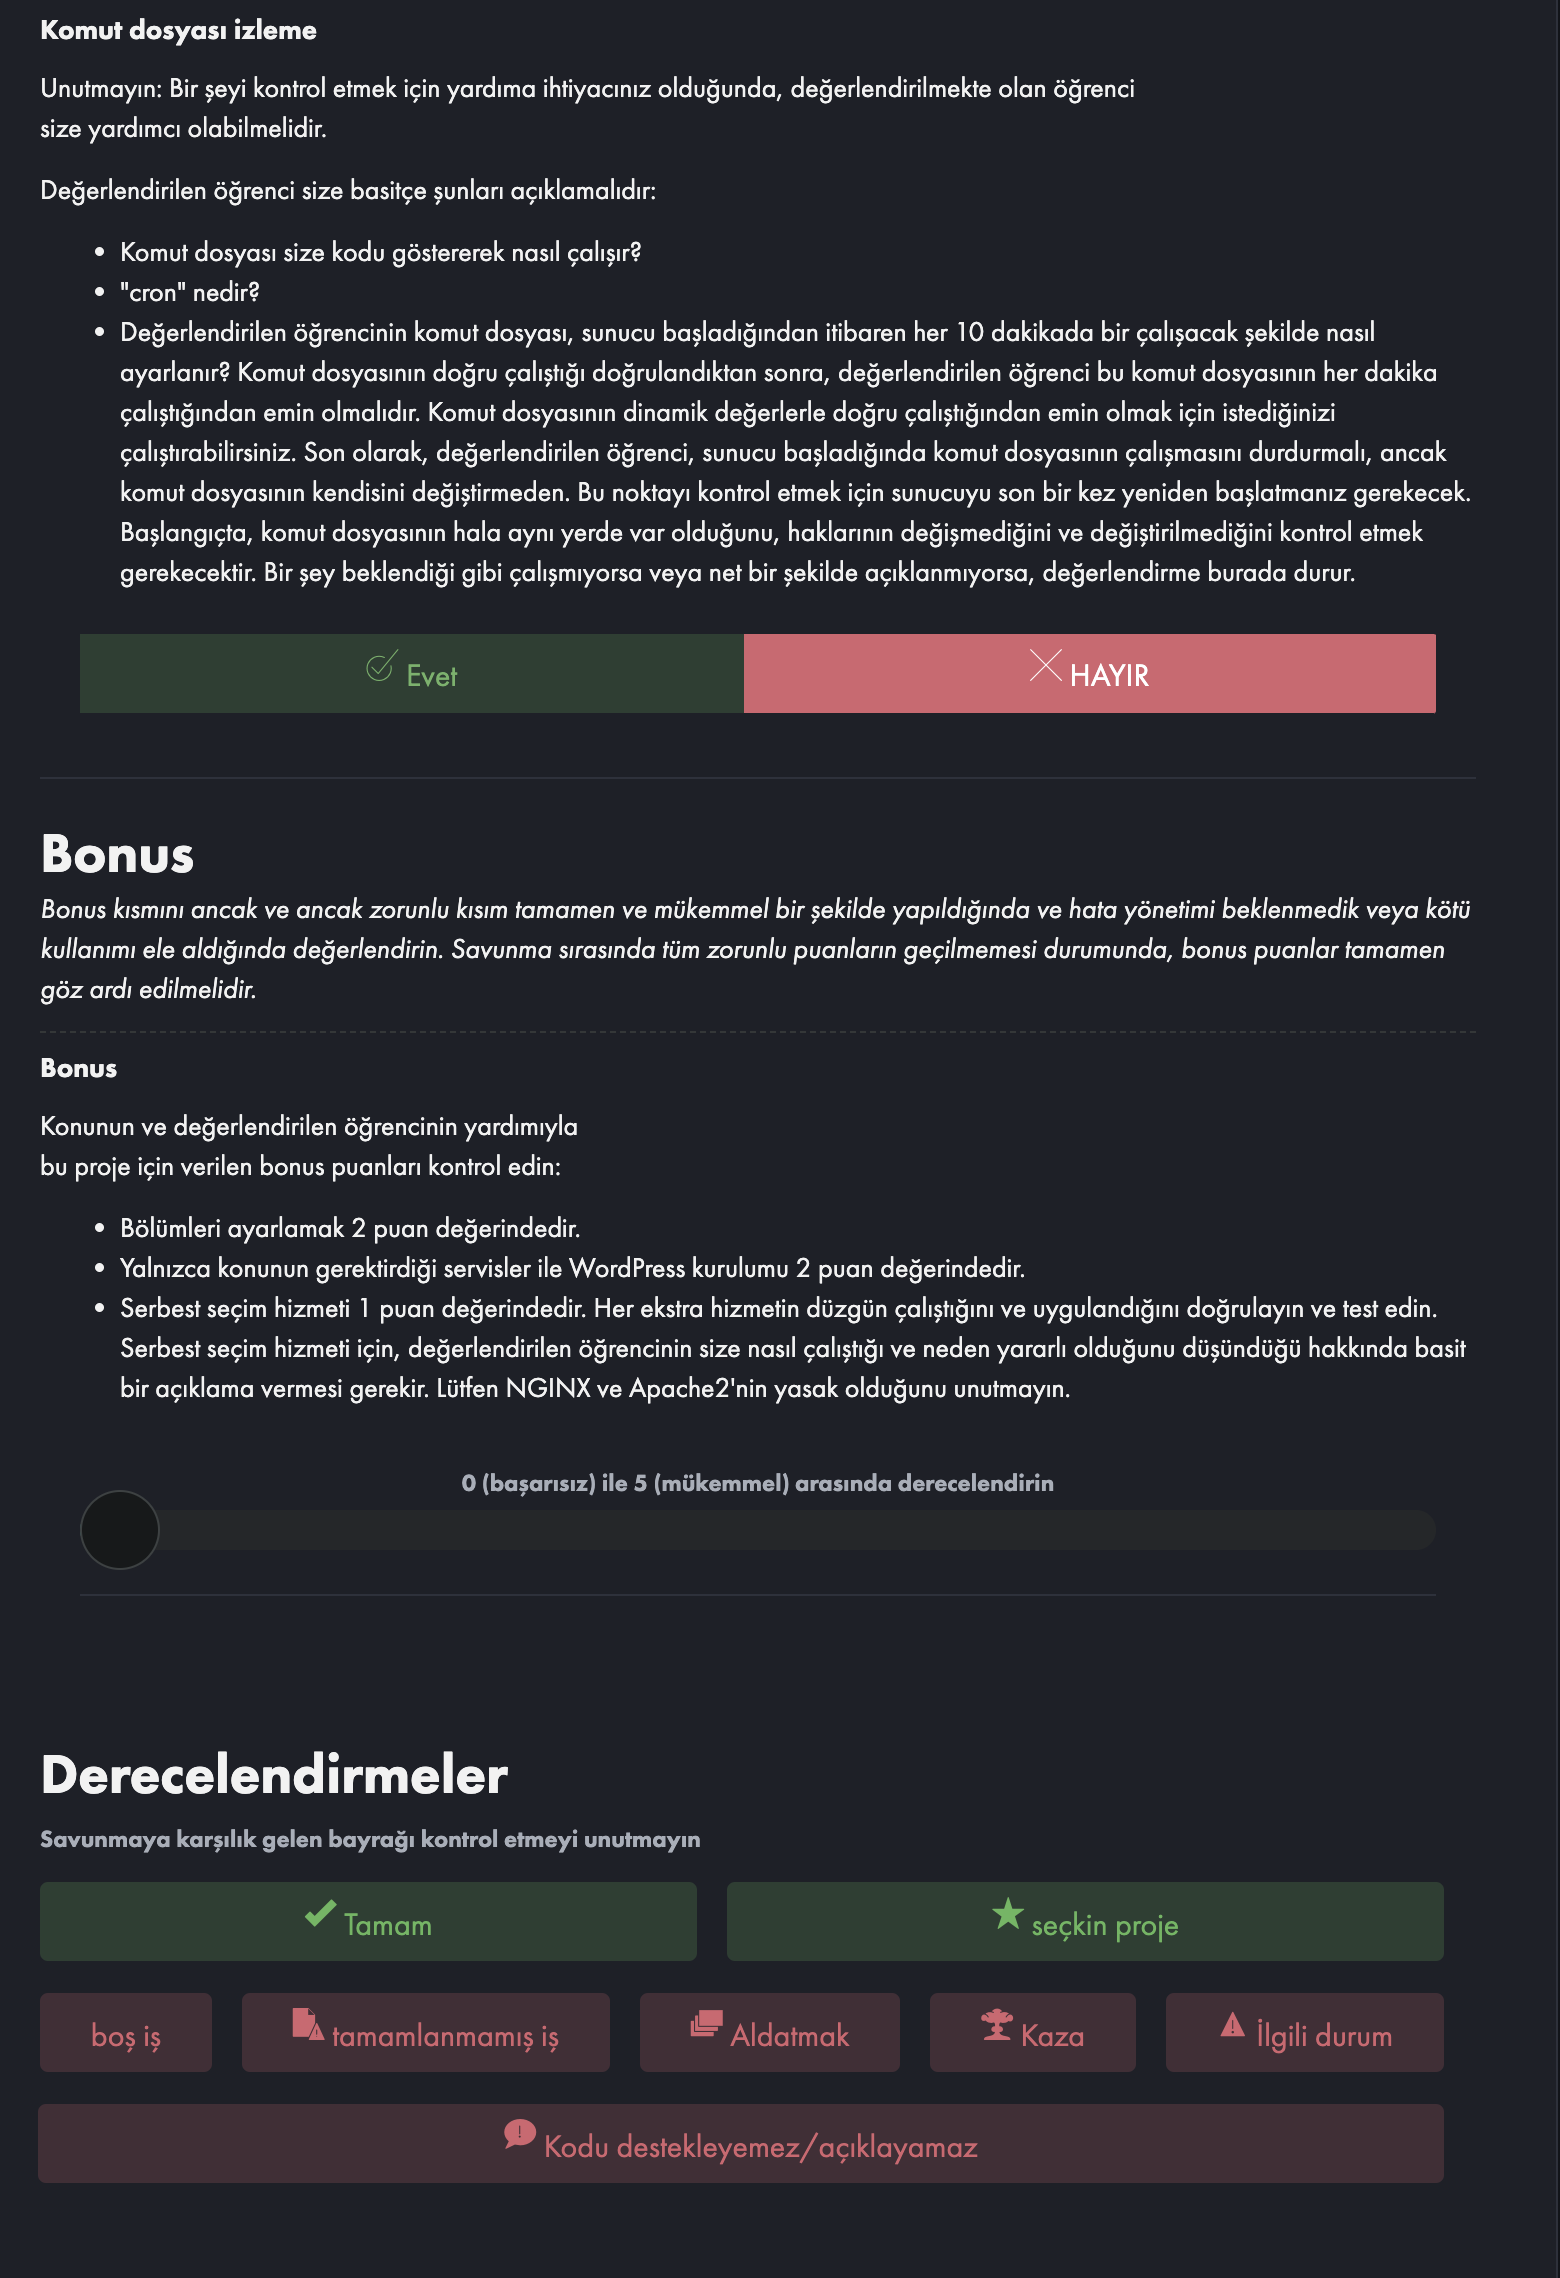 Komut dosyası izleme
Unutmayın: Bir şeyi kontrol etmek için yardıma ihtiyacınız olduğunda, değerlendirilmekte olan öğrenci
size yardımcı olabilmelidir.
Değerlendirilen öğrenci size basitçe şunları açıklamalıdır:
• Komut dosyası size kodu göstererek nasıl çalışır?
• "cron" nedir?
• Değerlendirilen öğrencinin komut dosyası, sunucu başladığından itibaren her 10 dakikada bir çalışacak şekilde nasıl
ayarlanır? Komut dosyasının doğru çalıştığı doğrulandıktan sonra, değerlendirilen öğrenci bu komut dosyasının her dakika
çalıştığından emin olmalıdır. Komut dosyasının dinamik değerlerle doğru çalıştığından emin olmak için istediğinizi
çalıştırabilirsiniz. Son olarak, değerlendirilen öğrenci, sunucu başladığında komut dosyasının çalışmasını durdurmalı, ancak
komut dosyasının kendisini değiştirmeden. Bu noktayı kontrol etmek için sunucuyu son bir kez yeniden başlatmanız gerekecek.
Başlangıçta, komut dosyasının hala aynı yerde var olduğunu, haklarının değişmediğini ve değiştirilmediğini kontrol etmek
gerekecektir. Bir şey beklendiği gibi çalışmıyorsa veya net bir şekilde açıklanmıyorsa, değerlendirme burada durur.
Evet
HAYIR
Bonus
Bonus kısmını ancak ve ancak zorunlu kısım tamamen ve mükemmel bir şekilde yapıldığında ve hata yönetimi beklenmedik veya kötü
kullanımı ele aldığında değerlendirin. Savunma sırasında tüm zorunlu puanların geçilmemesi durumunda, bonus puanlar tamamen
göz ardı edilmelidir.
Bonus
Konunun ve değerlendirilen öğrencinin yardımıyla
bu proje için verilen bonus puanları kontrol edin:
• Bölümleri ayarlamak 2 puan değerindedir.
• Yalnızca konunun gerektirdiği servisler ile WordPress kurulumu 2 puan değerindedir.
• Serbest seçim hizmeti 1 puan değerindedir. Her ekstra hizmetin düzgün çalıştığını ve uygulandığını doğrulayın ve test edin.
Serbest seçim hizmeti için, değerlendirilen öğrencinin size nasıl çalıştığı ve neden yararlı olduğunu düşündüğü hakkında basit
bir açıklama vermesi gerekir. Lütfen NGINX ve Apache2'nin yasak olduğunu unutmayın.
0 (başarısız) ile 5 (mükemmel) arasında derecelendirin
Derecelendirmeler
Savunmaya karşılık gelen bayrağı kontrol etmeyi unutmayın
Tamam
seçkin proje
boş iş
tamamlanmamış iş
Aldatmak
Kaza
İlgili durum
Kodu destekleyemez/açıklayamaz